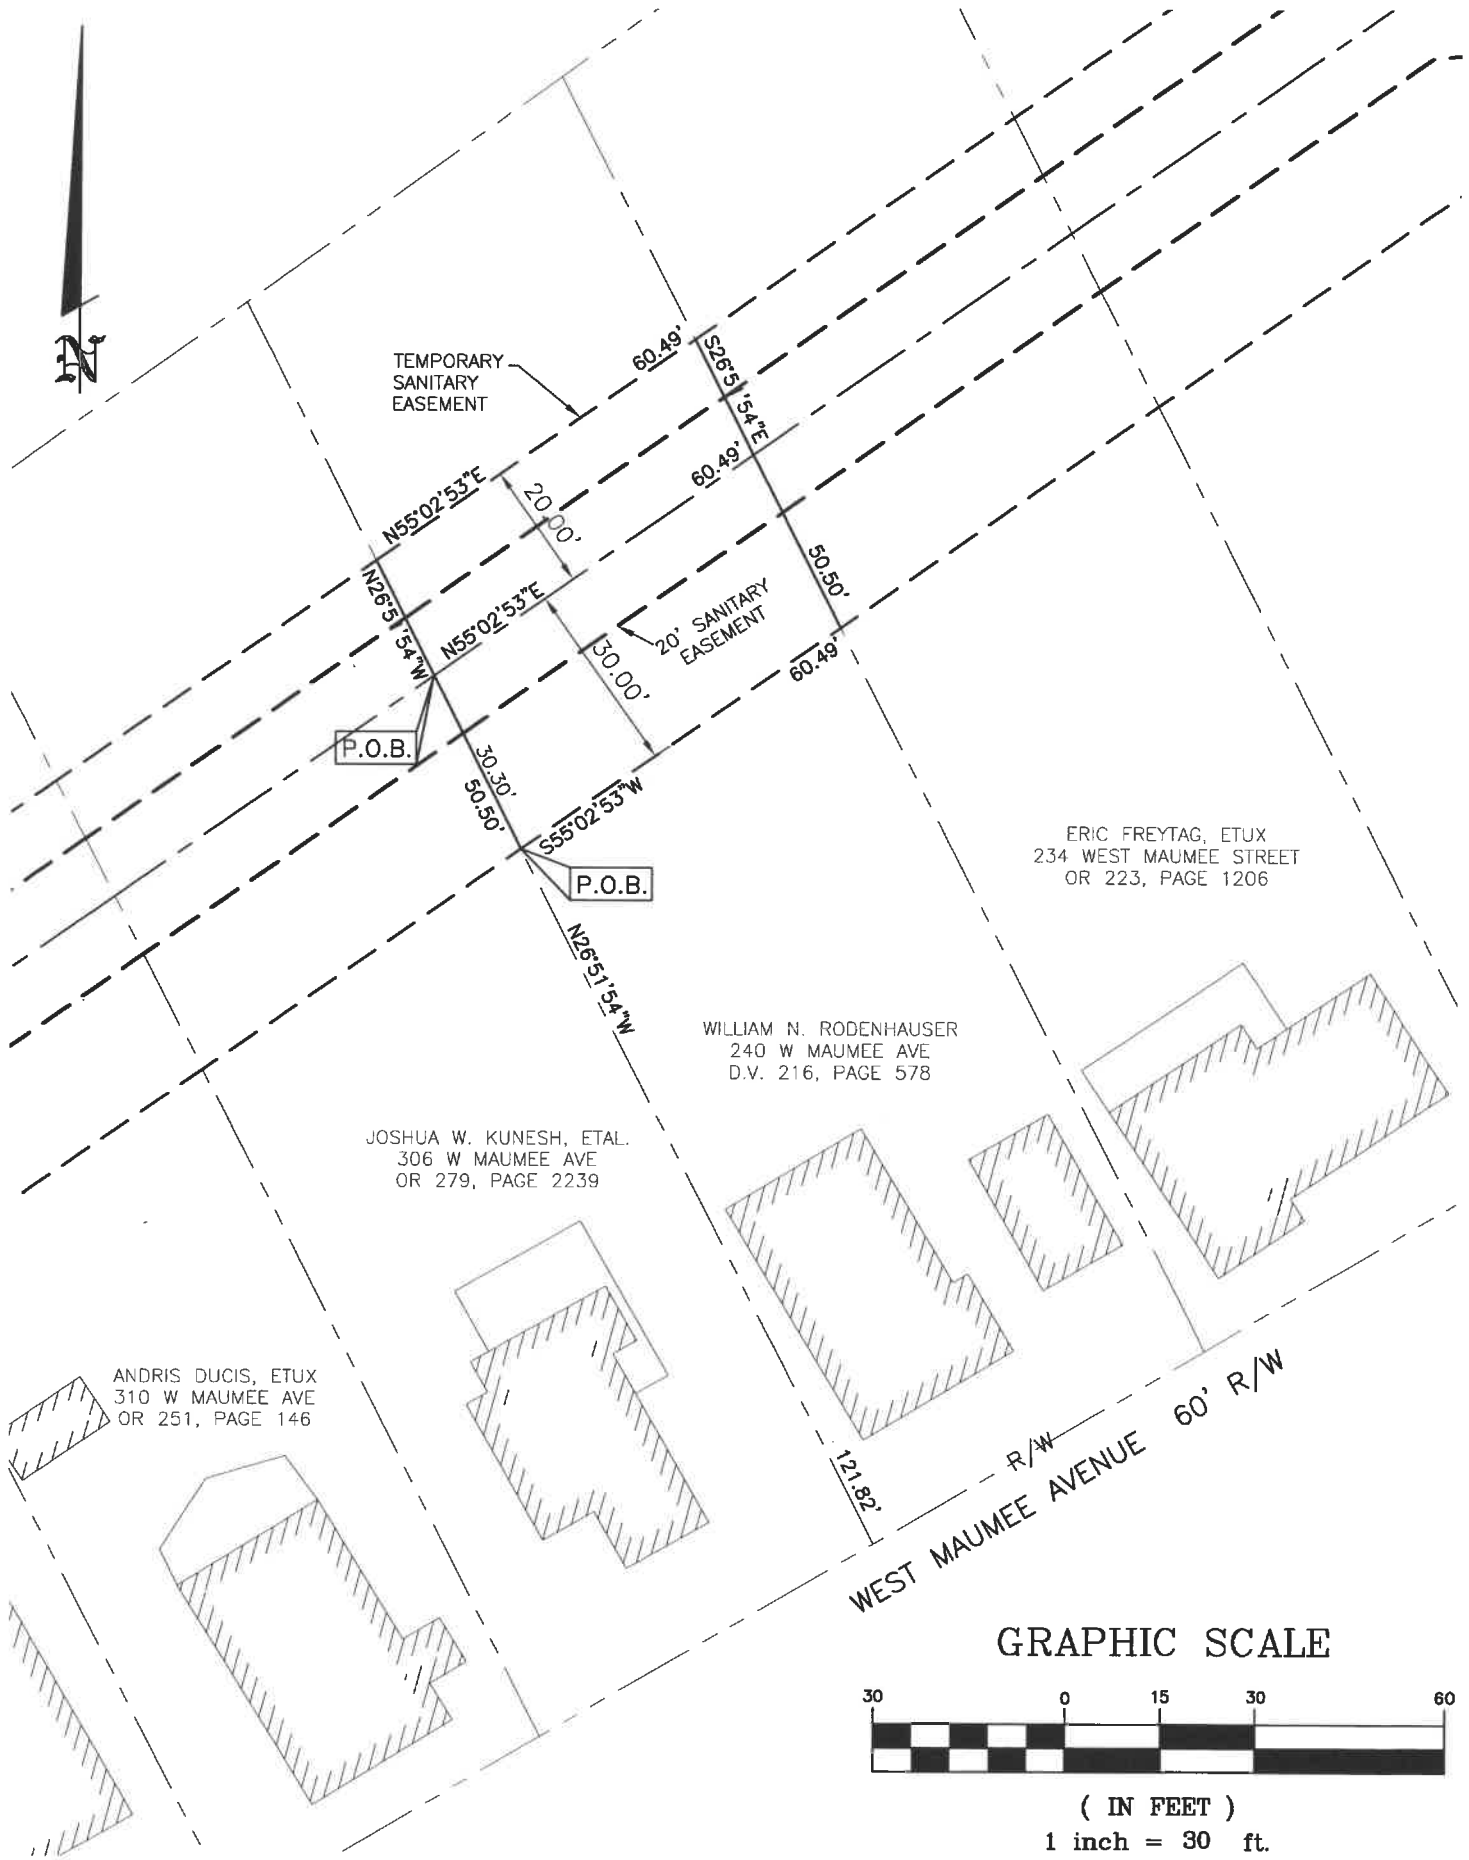 N
TEMPORARY
SANITARY
EASEMENT
60.49'
S26°5 '54"E
N55°02'53"E
20.00'
60.49'
N26°5 '54"W
N55°02'53"E
50.50'
20' SANITARY
EASEMENT
30.00'
60.49'
P.O.B.
30.30'
50.50'
S55°02'53"W
P.O.B.
ERIC FREYTAG, ETUX
234 WEST MAUMEE STREET
OR 223, PAGE 1206
N26°51'54"W
WILLIAM N. RODENHAUSER
240 W MAUMEE AVE
D.V. 216, PAGE 578
JOSHUA W. KUNESH, ETAL.
306 W MAUMEE AVE
OR 279, PAGE 2239
ANDRIS DUCIS, ETUX
310 W MAUMEE AVE
OR 251, PAGE 146
121.82'
R/W
WEST MAUMEE AVENUE 60' R/W
GRAPHIC SCALE
30 0 15 30 60
( IN FEET )
1 inch = 30 ft.